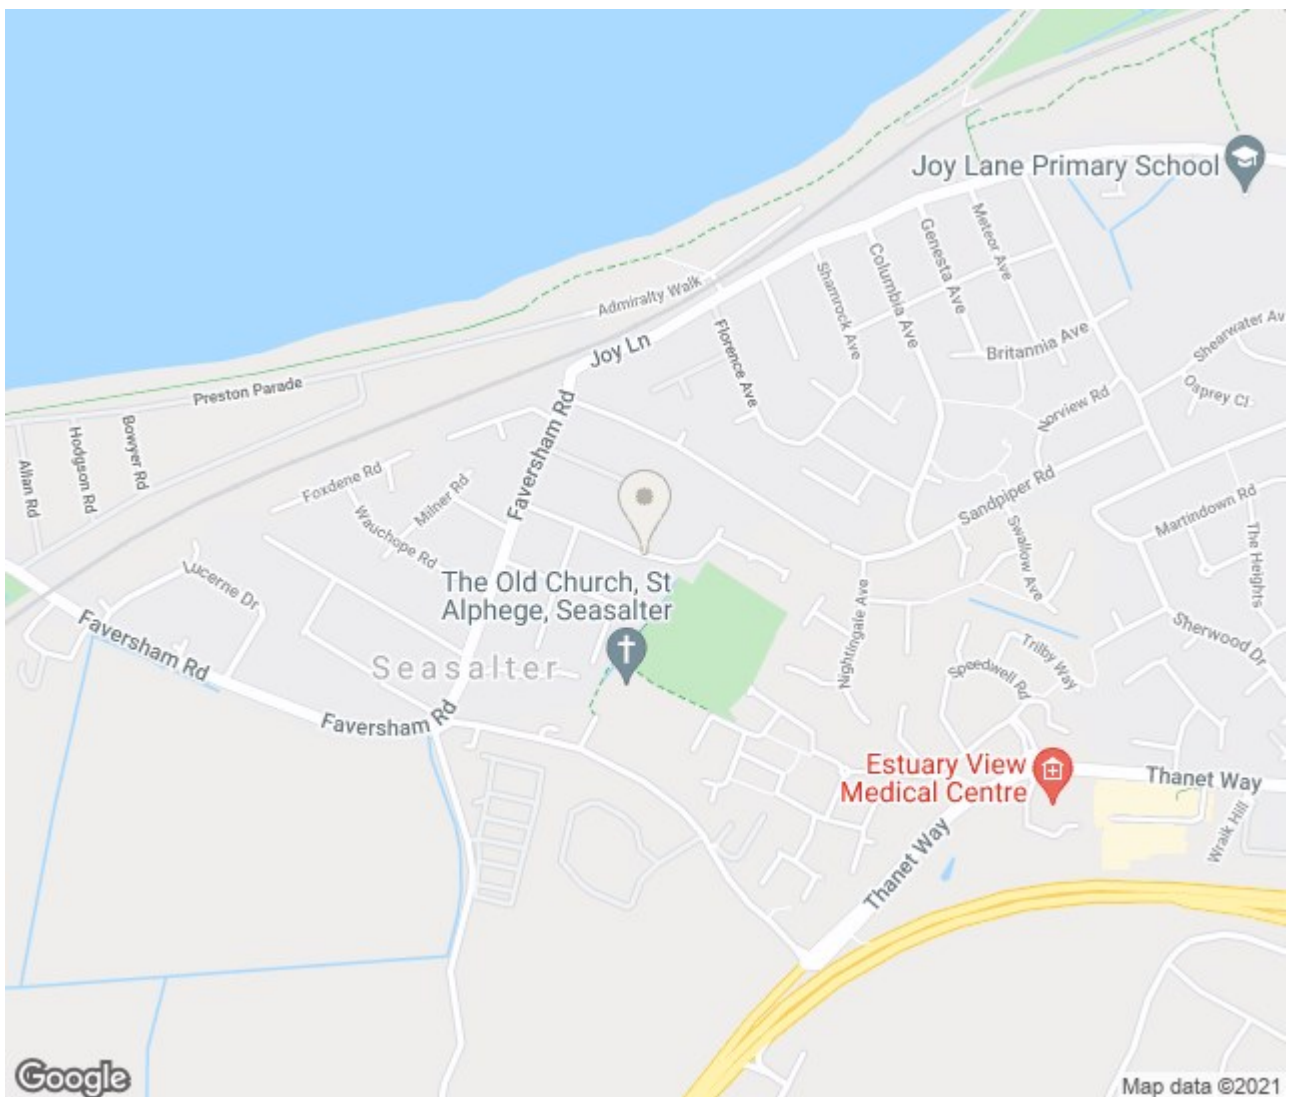 Joy Lane Primary School
Meteor Ave
Genesta Ave
Columbia Ave
Shamrock Ave
Admiralty Walk
Florence Ave
Joy Ln
Britannia Ave
Shearwater Av
Osprey Cl
Norview Rd
Preston Parade
Bowyer Rd
Hodgson Rd
Allan Rd
Faversham Rd
Foxdene Rd
Milner Rd
Wauchope Rd
Sandpiper Rd
Swallow Ave
Martindown Rd
The Heights
Lucerne Dr
The Old Church, St
Alphege, Seasalter
Nightingale Ave
Sherwood Dr
Trilby Way
Speedwell Rd
Faversham Rd
Seasalter
Faversham Rd
Estuary View
Medical Centre
Thanet Way
Wraik Hill
Thanet Way
Google
Map data ©2021